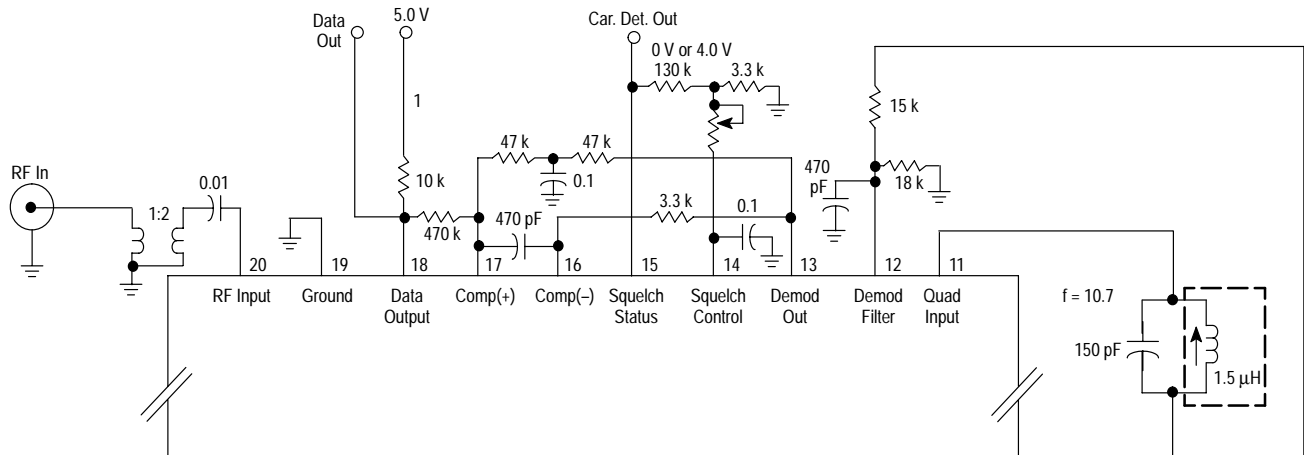 Data
Out
5.0 V
Car. Det. Out
0 V or 4.0 V
130 k
3.3 k
1
15 k
47 k
47 k
RF In
0.01
1:2
10 k
0.1
470
pF
18 k
470 k
470 pF
3.3 k
0.1
20
19
18
17
16
15
14
13
12
11
RF Input
Ground
Data
Output
Comp(+)
Comp(–)
Squelch
Status
Squelch
Control
Demod
Out
Demod
Filter
Quad
Input
f = 10.7
150 pF
1.5 µH